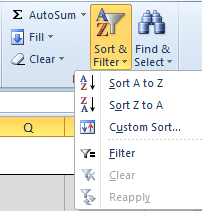 AutoSum
Fill
Clear
Sort &
Filter
Find &
Select
Q
Sort A to Z
Sort Z to A
Custom Sort...
Filter
Clear
Reapply